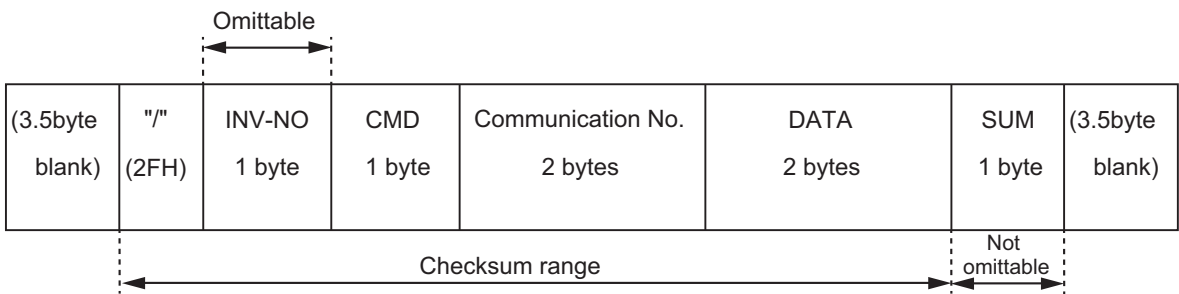 Omittable
(3.5byte blank)
"/" (2FH)
INV-NO 1 byte
CMD 1 byte
Communication No. 2 bytes
DATA 2 bytes
SUM 1 byte
(3.5byte blank)
Checksum range
Not omittable